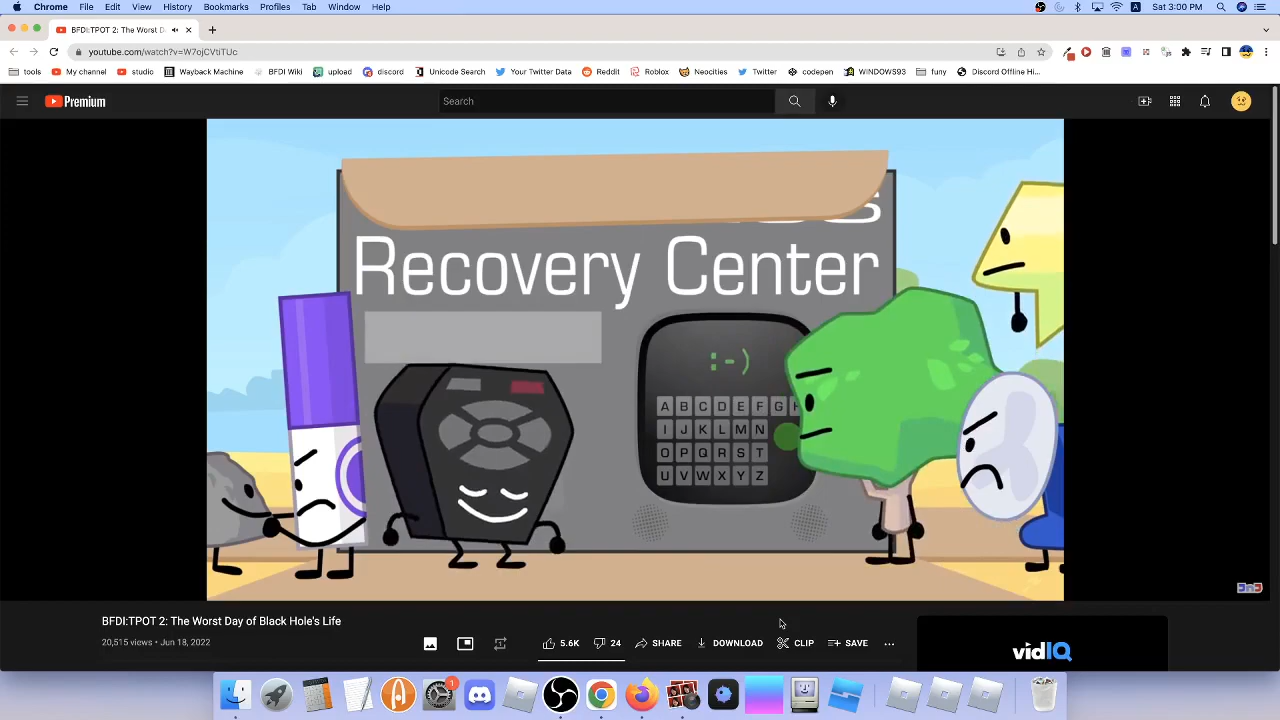 Chrome File Edit View History Bookmarks Profiles Tab Window Help Sat 3:00 PM
BFDI:TPOT 2: The Worst D
youtube.com/watch?v=W7ojCVtiTUc
tools My channel studio Wayback Machine BFDI Wiki upload discord Unicode Search Your Twitter Data Reddit Roblox Neocities Twitter codepen WINDOWS93 funy Discord Offline Hi...
Premium
Search
Recovery Center
:-)
A B C D E F G H
I J K L M N
O P Q R S T
U V W X Y Z
BFDI:TPOT 2: The Worst Day of Black Hole's Life
20,515 views • Jun 18, 2022
5.6K 24 SHARE DOWNLOAD CLIP SAVE ...
vidIQ
1